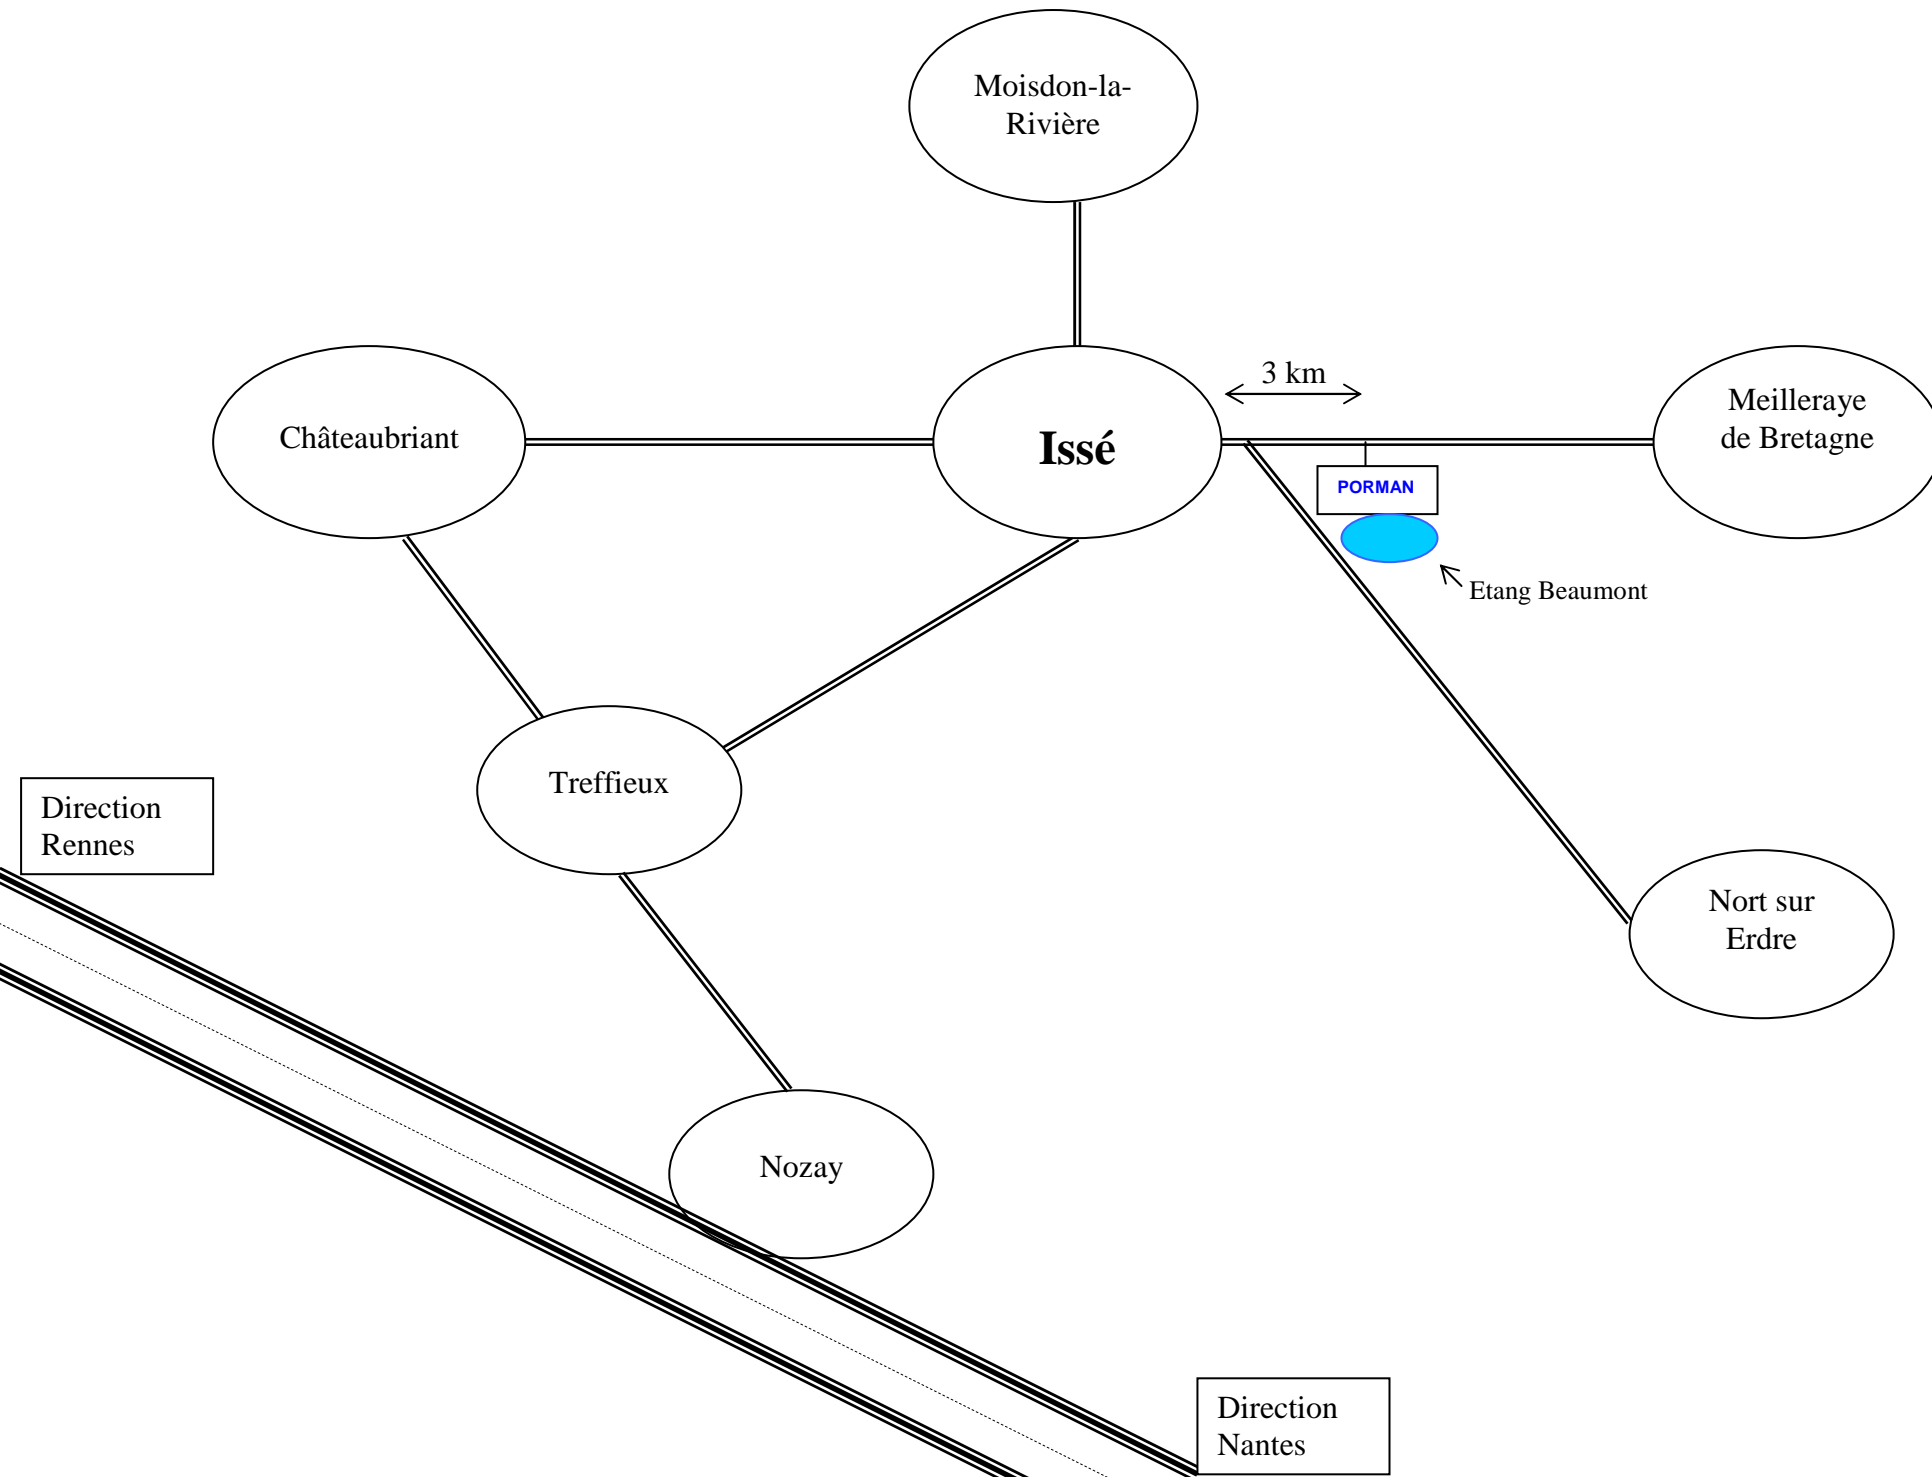 Moisdon-la-
Rivière
3 km
Châteaubriant
Issé
Meilleraye
de Bretagne
PORMAN
Etang Beaumont
Treffieux
Direction
Rennes
Nort sur
Erdre
Nozay
Direction
Nantes